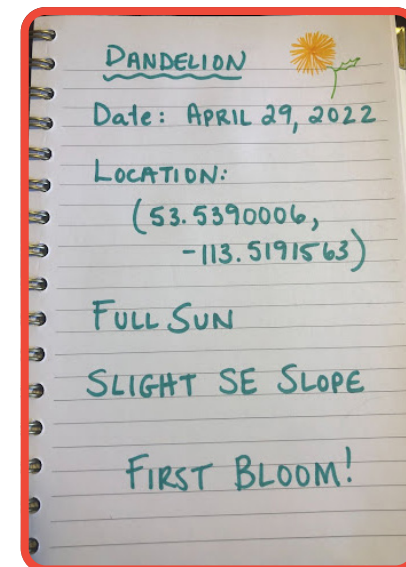 DANDELION
Date: APRIL 29, 2022
LOCATION:
(53.5390006,
-113.5191563)
FULL SUN
SLIGHT SE SLOPE
FIRST BLOOM!